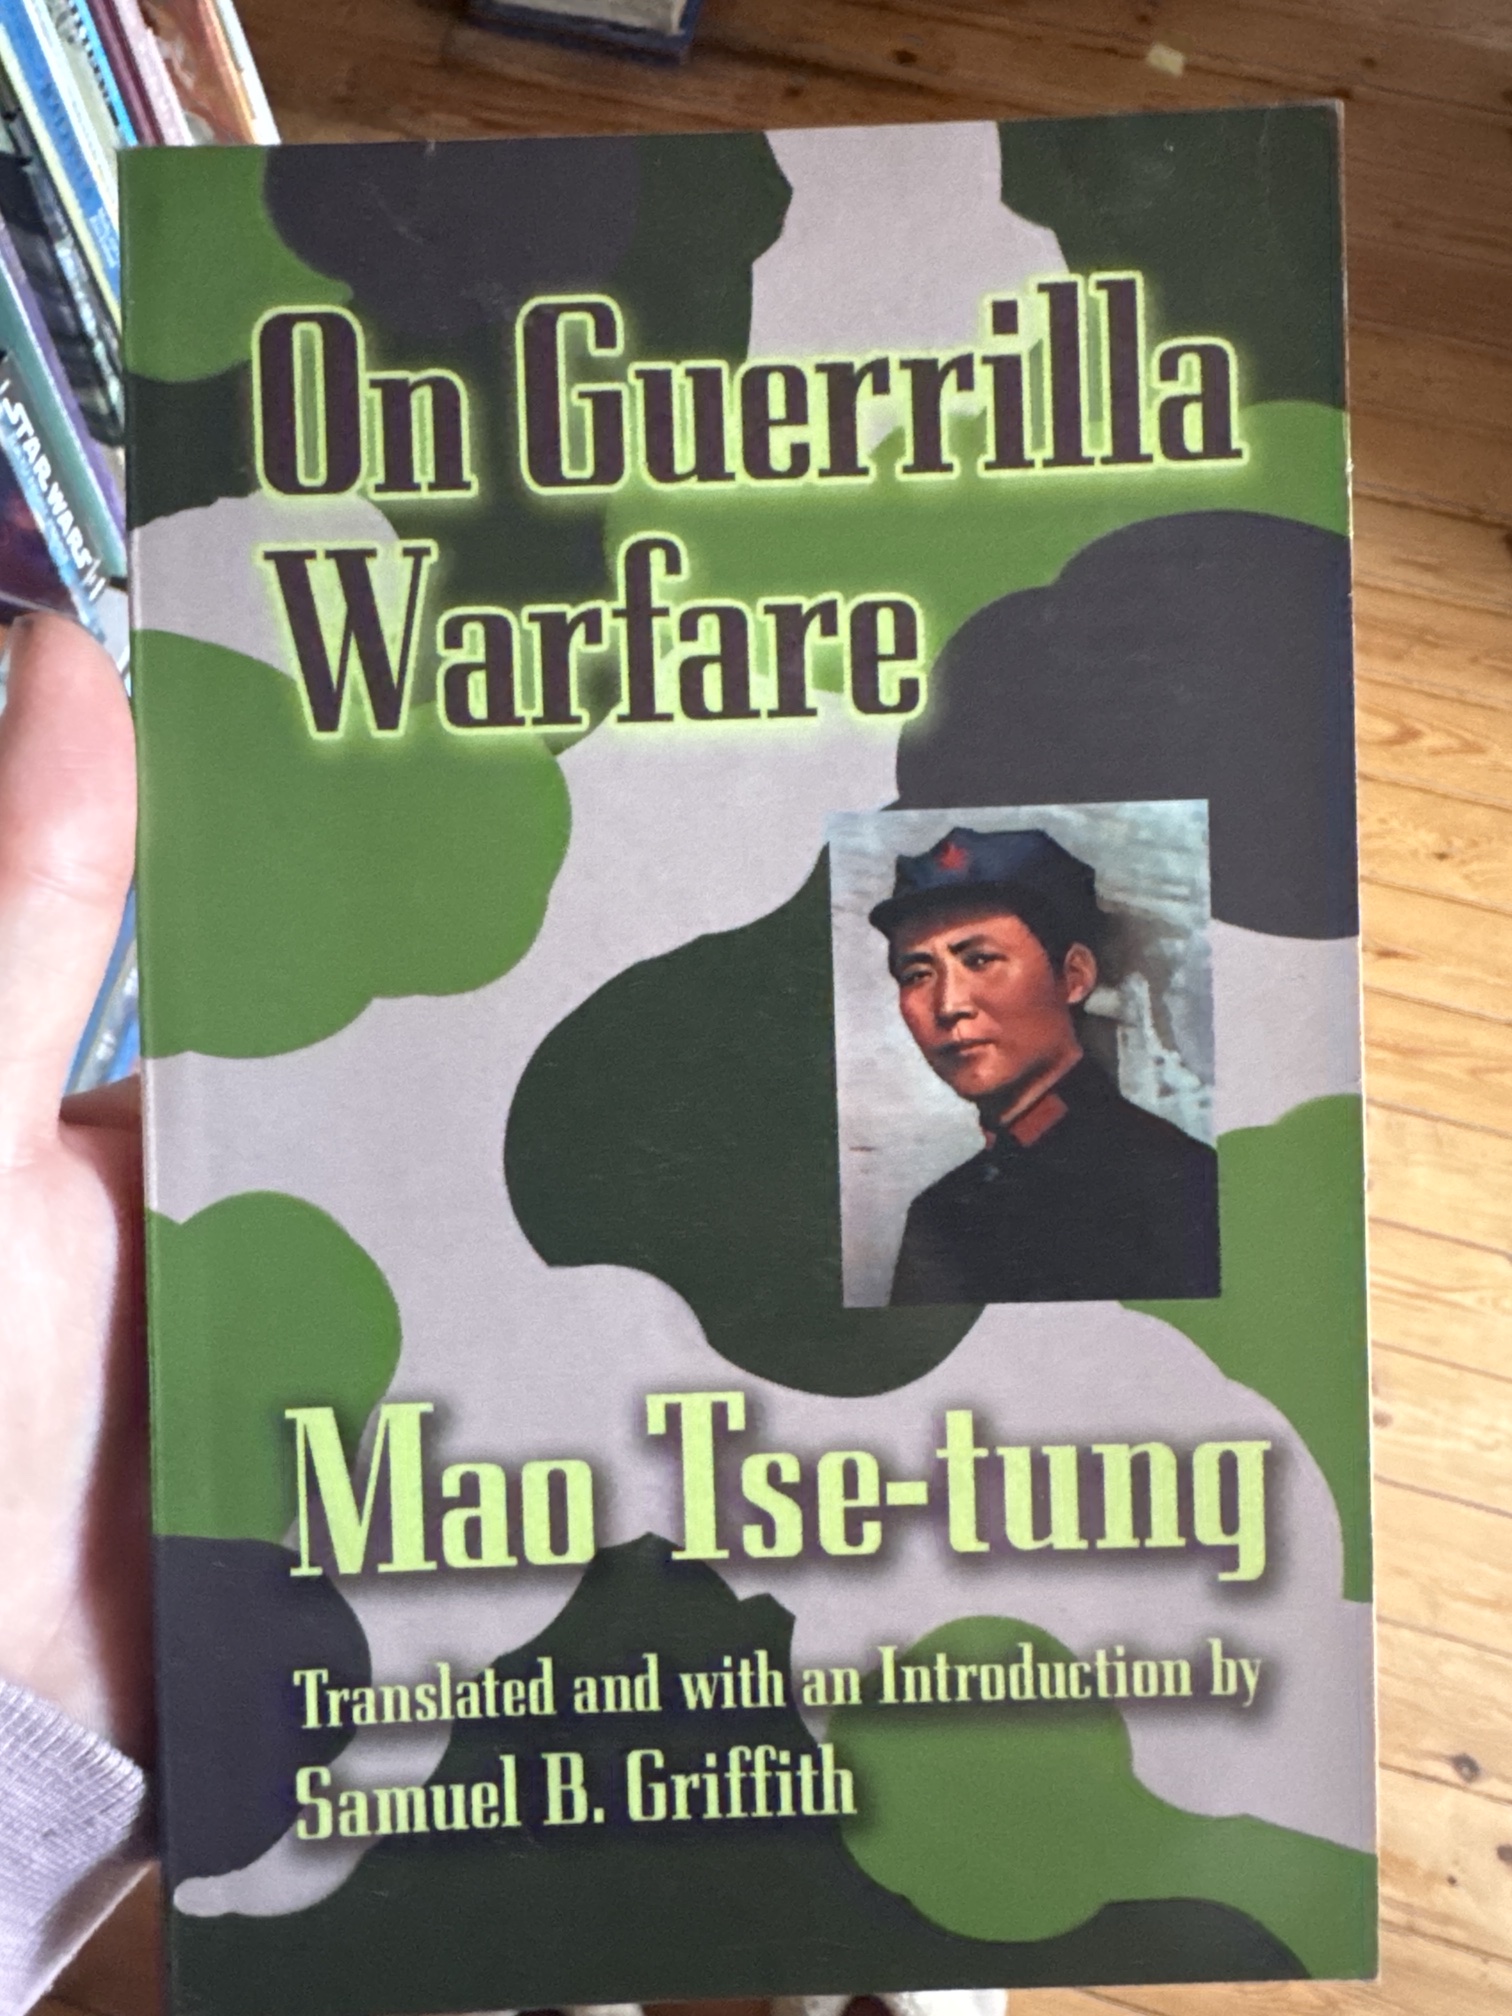 On Guerrilla
Warfare
Mao Tse-tung
Translated and with an Introduction by
Samuel B. Griffith
STAR WARS